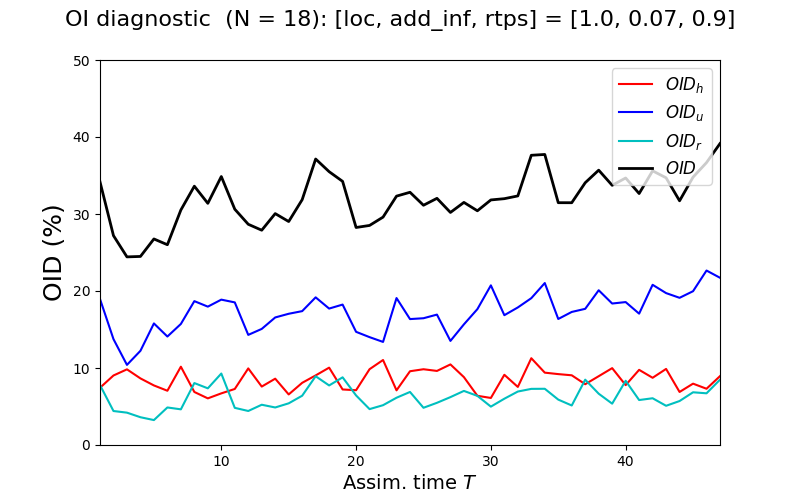 OI diagnostic (N = 18): [loc, add_inf, rtps] = [1.0, 0.07, 0.9]
50
40
30
20
10
0
OID (%)
OID_h
OID_u
OID_r
OID
10 20 30 40
Assim. time T